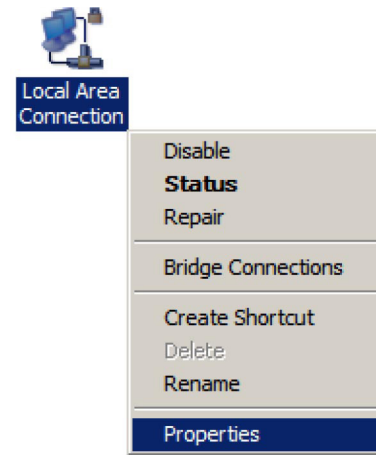 Local Area
Connection
Disable
Status
Repair
Bridge Connections
Create Shortcut
Delete
Rename
Properties